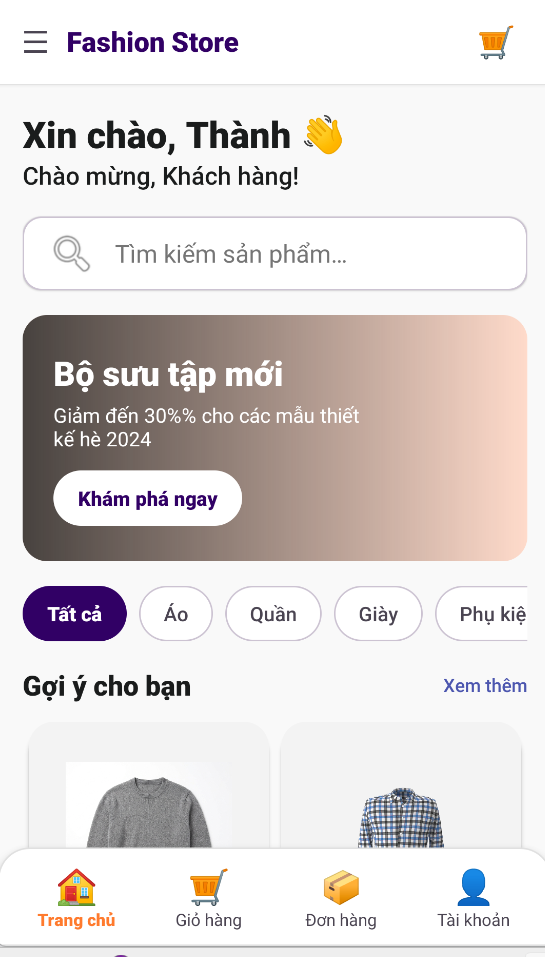 Fashion Store
Xin chào, Thành 👋
Chào mừng, Khách hàng!
Tìm kiếm sản phẩm...
Bộ sưu tập mới
Giảm đến 30%% cho các mẫu thiết
kế hè 2024
Khám phá ngay
Tất cả
Áo
Quần
Giày
Phụ kiệ
Gợi ý cho bạn
Xem thêm
Trang chủ
Giỏ hàng
Đơn hàng
Tài khoản